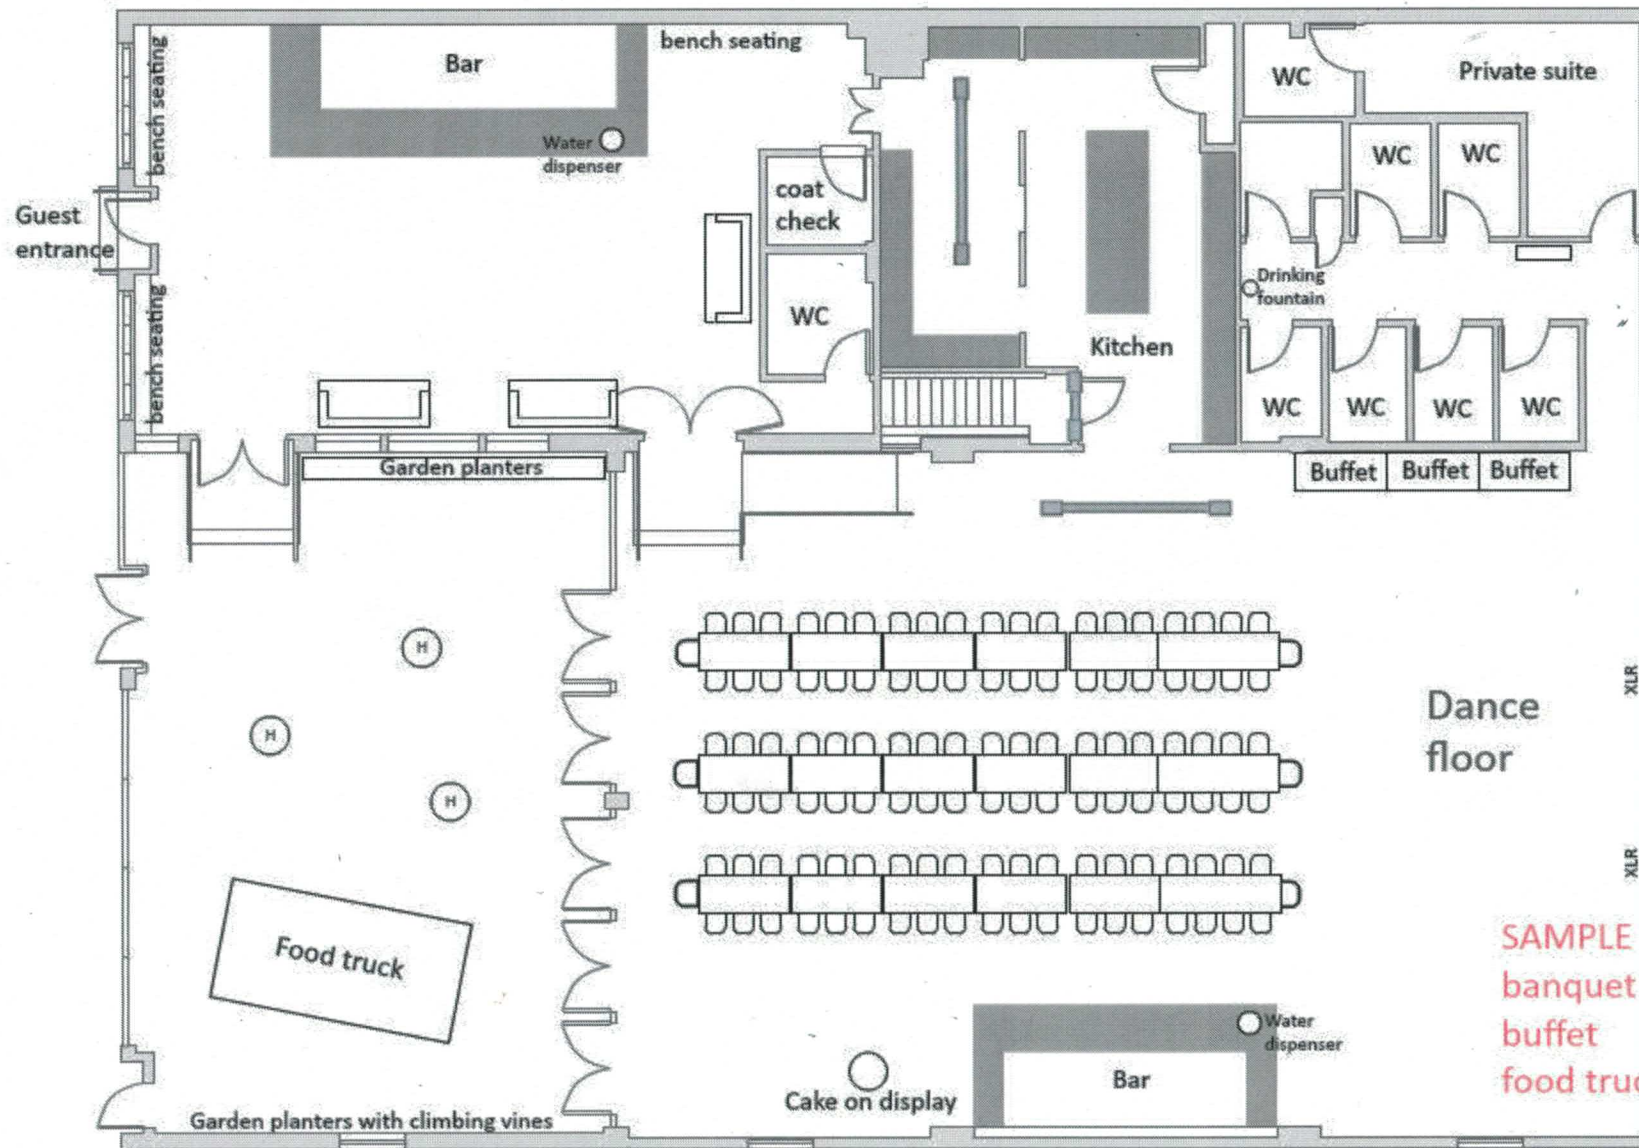 bench seating
Bar
bench seating
WC
Private suite
Water
dispenser
WC
WC
coat
check
Guest
entrance
Drinking
fountain
bench seating
WC
Kitchen
WC
WC
WC
WC
Garden planters
Buffet
Buffet
Buffet
H
XLR
Dance
floor
H
H
XLR
Food truck
SAMPLE
banquet
buffet
Water
dispenser
Bar
Cake on display
food truc
Garden planters with climbing vines